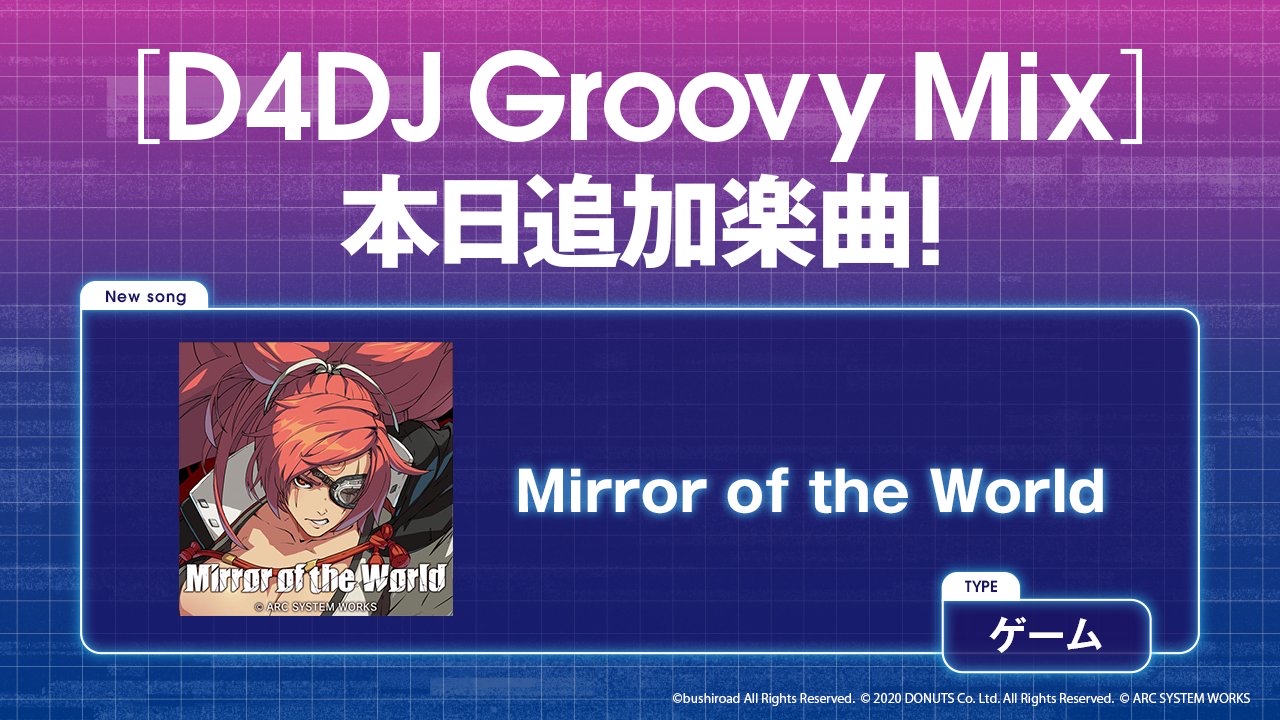 [D4DJ Groovy Mix]
本日追加楽曲!
New song
Mirror of the World
© ARC SYSTEM WORKS
Mirror of the World
TYPE
ゲーム
©bushiroad All Rights Reserved. © 2020 DONUTS Co. Ltd. All Rights Reserved. © ARC SYSTEM WORKS